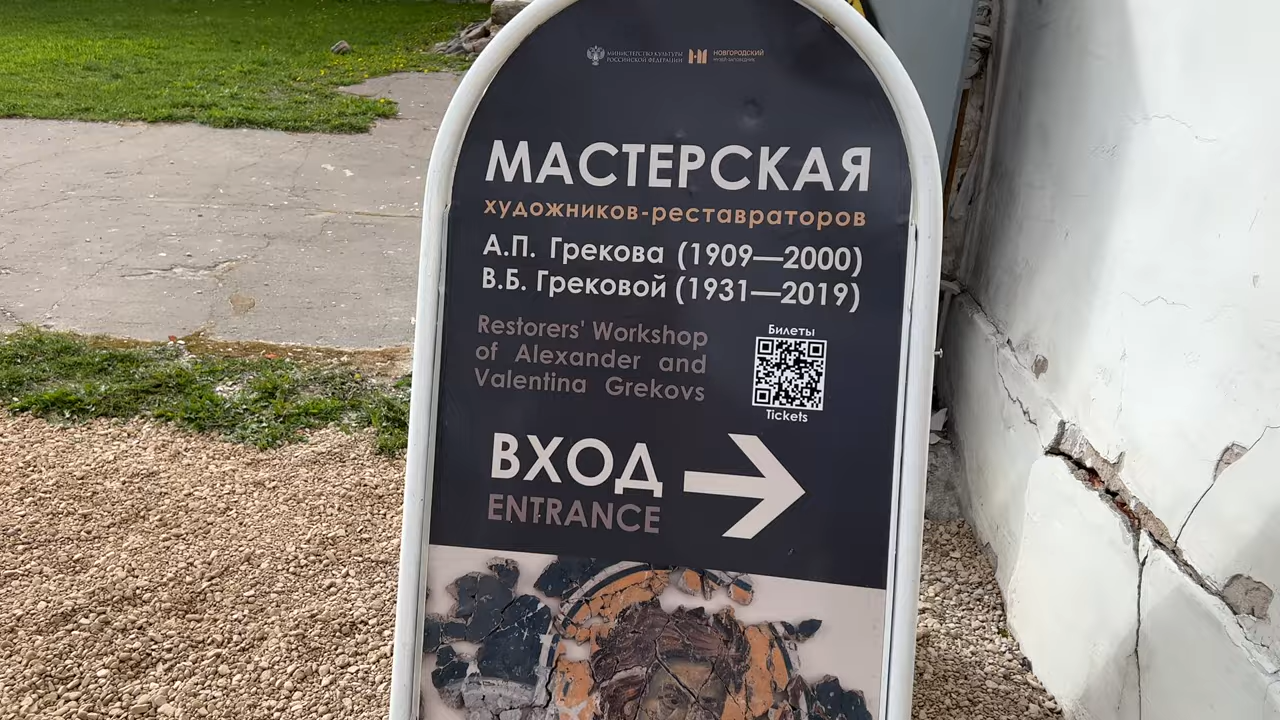 МИНИСТЕРСТВО КУЛЬТУРЫ
РОССИЙСКОЙ ФЕДЕРАЦИИ
НОВГОРОДСКИЙ
МУЗЕЙ-ЗАПОВЕДНИК
МАСТЕРСКАЯ
художников-реставраторов
А.П. Грекова (1909—2000)
В.Б. Грековой (1931—2019)
Restorers' Workshop
of Alexander and
Valentina Grekovs
Билеты
Tickets
ВХОД
ENTRANCE